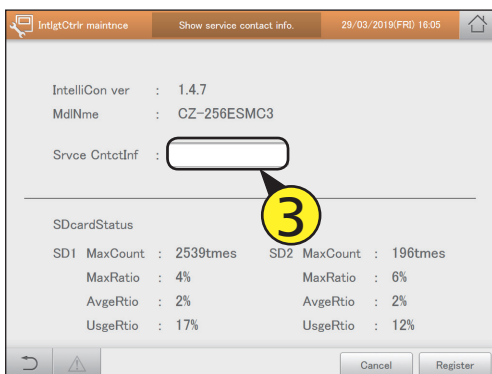 IntlgtCtrlr maintnce Show service contact info. 29/03/2019(FRI) 16:05
IntelliCon ver : 1.4.7
MdlNme : CZ-256ESMC3
Srvce CntctInf :
3
SDcardStatus
SD1 MaxCount : 2539tmes SD2 MaxCount : 196tmes
MaxRatio : 4% MaxRatio : 6%
AvgeRtio : 2% AvgeRtio : 2%
UsgeRtio : 17% UsgeRtio : 12%
Cancel Register